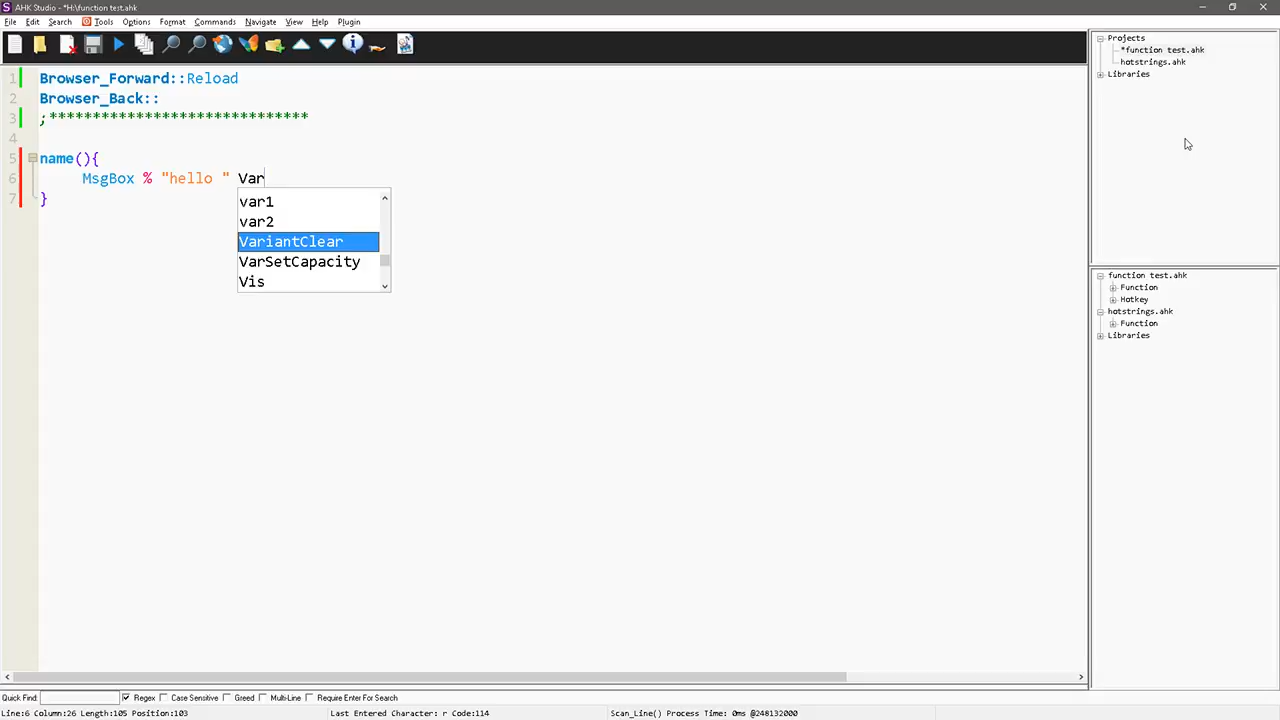 AHK Studio - *H:\function test.ahk
File Edit Search Tools Options Format Commands Navigate View Help Plugin
1 Browser_Forward::Reload
2 Browser_Back::
3 ;******************************
4
5 name(){
6 MsgBox % "hello " Var
7 }
var1
var2
VariantClear
VarSetCapacity
Vis
Projects
*function test.ahk
hotstrings.ahk
Libraries
function test.ahk
Function
Hotkey
hotstrings.ahk
Function
Libraries
Quick Find: Regex Case Sensitive Greed Multi-Line Require Enter For Search
Line:6 Column:26 Length:105 Position:103 Last Entered Character: r Code:114 Scan_Line() Process Time: 0ms @248132000